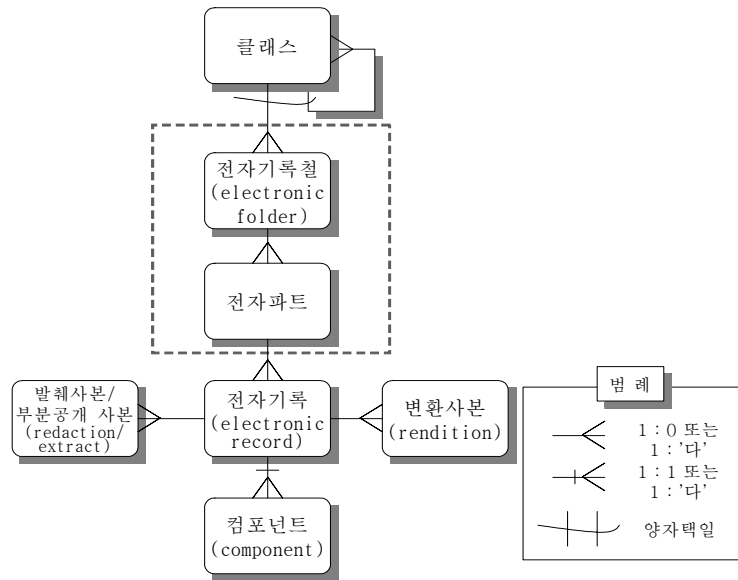 클래스
전자기록철
(electronic
folder)
전자파트
발췌사본/
부분공개 사본
(redaction/
extract)
전자기록
(electronic
record)
변환사본
(rendition)
컴포넌트
(component)
범 례
1 : 0 또는
1 : '다'
1 : 1 또는
1 : '다'
양자택일